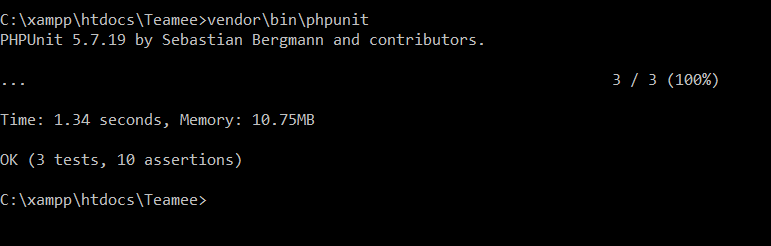 C:\xampp\htdocs\Teamee>vendor\bin\phpunit
PHPUnit 5.7.19 by Sebastian Bergmann and contributors.
... 3 / 3 (100%)
Time: 1.34 seconds, Memory: 10.75MB
OK (3 tests, 10 assertions)
C:\xampp\htdocs\Teamee>